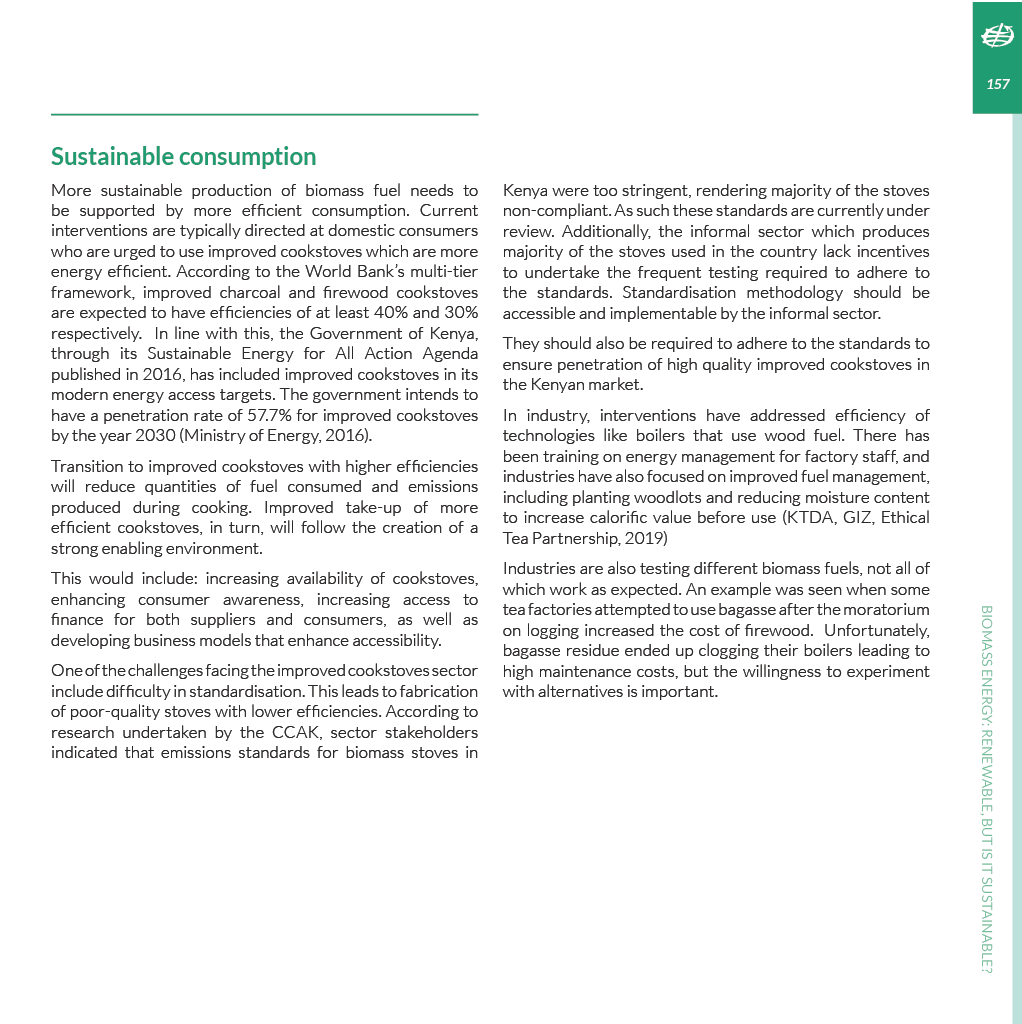 157
Sustainable consumption
More sustainable production of biomass fuel needs to
be supported by more efficient consumption. Current
interventions are typically directed at domestic consumers
who are urged to use improved cookstoves which are more
energy efficient. According to the World Bank’s multi-tier
framework, improved charcoal and firewood cookstoves
are expected to have efficiencies of at least 40% and 30%
respectively.  In line with this, the Government of Kenya,
through its Sustainable Energy for All Action Agenda
published in 2016, has included improved cookstoves in its
modern energy access targets. The government intends to
have a penetration rate of 57.7% for improved cookstoves
by the year 2030 (Ministry of Energy, 2016).
Transition to improved cookstoves with higher efficiencies
will reduce quantities of fuel consumed and emissions
produced during cooking. Improved take-up of more
efficient cookstoves, in turn, will follow the creation of a
strong enabling environment.
This would include: increasing availability of cookstoves,
enhancing consumer awareness, increasing access to
finance for both suppliers and consumers, as well as
developing business models that enhance accessibility.
One of the challenges facing the improved cookstoves sector
include difficulty in standardisation. This leads to fabrication
of poor-quality stoves with lower efficiencies. According to
research undertaken by the CCAK, sector stakeholders
indicated that emissions standards for biomass stoves in
Kenya were too stringent, rendering majority of the stoves
non-compliant. As such these standards are currently under
review. Additionally, the informal sector which produces
majority of the stoves used in the country lack incentives
to undertake the frequent testing required to adhere to
the standards. Standardisation methodology should be
accessible and implementable by the informal sector.
They should also be required to adhere to the standards to
ensure penetration of high quality improved cookstoves in
the Kenyan market.
In industry, interventions have addressed efficiency of
technologies like boilers that use wood fuel. There has
been training on energy management for factory staff, and
industries have also focused on improved fuel management,
including planting woodlots and reducing moisture content
to increase calorific value before use (KTDA, GIZ, Ethical
Tea Partnership, 2019)
Industries are also testing different biomass fuels, not all of
which work as expected. An example was seen when some
tea factories attempted to use bagasse after the moratorium
on logging increased the cost of firewood.  Unfortunately,
bagasse residue ended up clogging their boilers leading to
high maintenance costs, but the willingness to experiment
with alternatives is important.
BIOMASS ENERGY: RENEWABLE, BUT IS IT SUSTAINABLE?